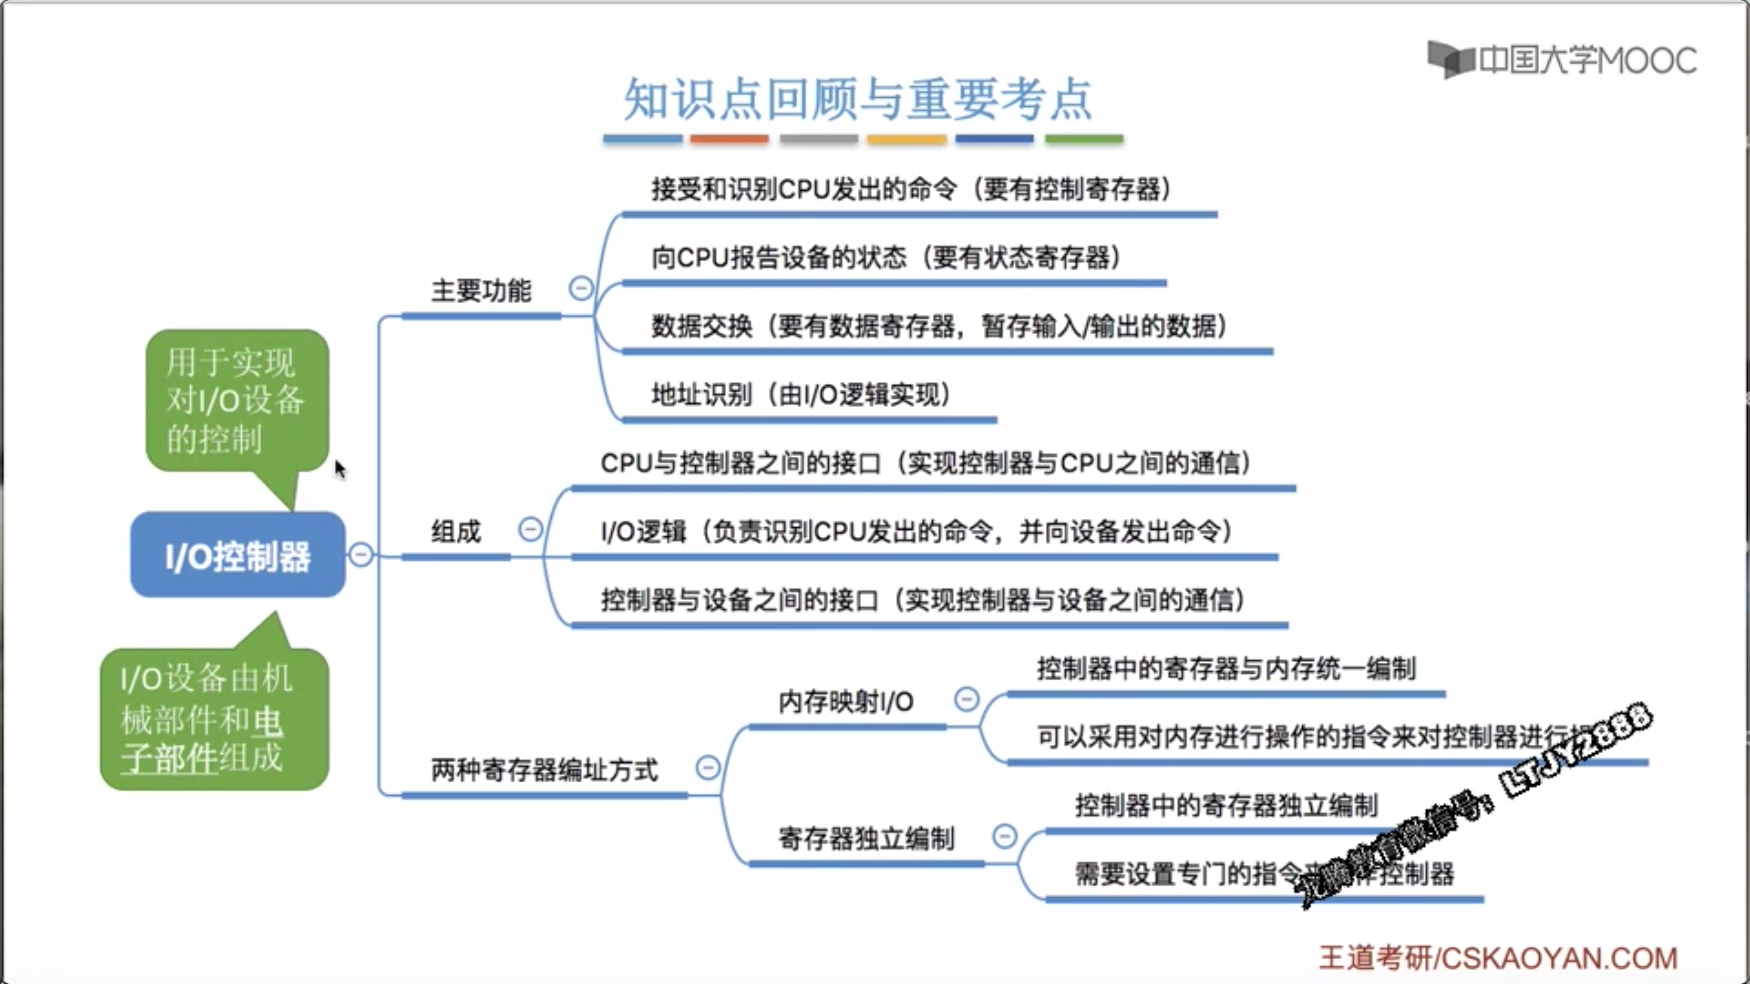 中国大学MOOC
知识点回顾与重要考点
接受和识别CPU发出的命令（要有控制寄存器）
向CPU报告设备的状态（要有状态寄存器）
主要功能
数据交换（要有数据寄存器，暂存输入/输出的数据）
地址识别（由I/O逻辑实现）
用于实现
对I/O设备
的控制
CPU与控制器之间的接口（实现控制器与CPU之间的通信）
组成
I/O逻辑（负责识别CPU发出的命令，并向设备发出命令）
I/O控制器
控制器与设备之间的接口（实现控制器与设备之间的通信）
I/O设备由机
械部件和电
子部件组成
控制器中的寄存器与内存统一编制
内存映射I/O
可以采用对内存进行操作的指令来对控制器进行
两种寄存器编址方式
控制器中的寄存器独立编制
寄存器独立编制
需要设置专门的指令 控制器
教育微信号：LTJY2888
王道考研/CSKAOYAN.COM